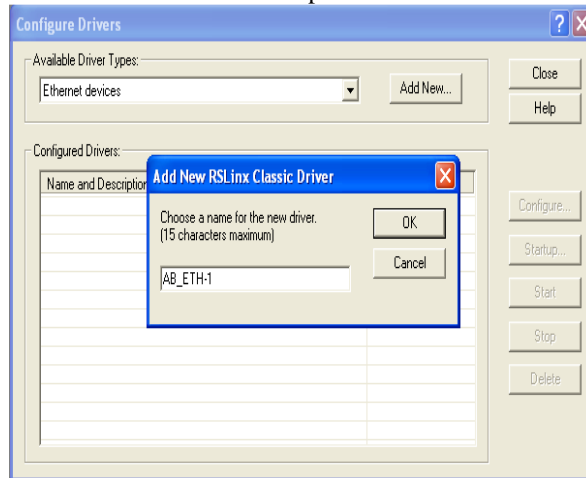 Configure Drivers
Available Driver Types:
Ethernet devices
Add New...
Close
Help
Configured Drivers:
Name and Description
Add New RSLinx Classic Driver
Choose a name for the new driver.
(15 characters maximum)
AB_ETH-1
OK
Cancel
Configure...
Startup...
Start
Stop
Delete